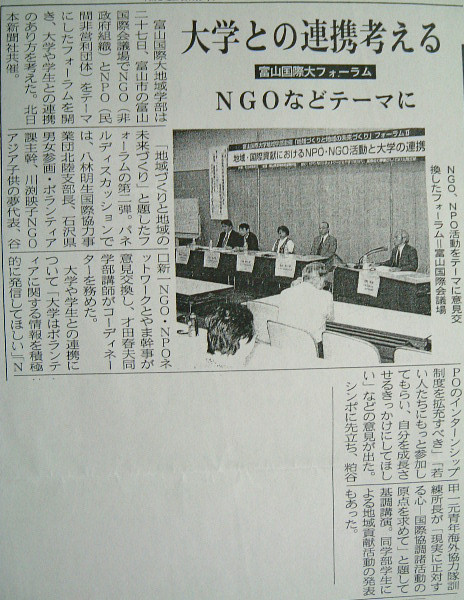 大学との連携考える
富山国際大フォーラム
NGOなどテーマに
富山国際大地域学部は
二十七日、富山市の富山
国際会議場でNGO(非
政府組織)とNPO(民
間非営利団体)をテーマ
にしたフォーラムを開
き、大学や学生との連携
のあり方を考えた。北日
本新聞社共催。
「地域づくりと地域の
未来づくり」と題したフ
ォーラムの第二弾。パネ
ルディスカッションで
は、八林明生国際協力事
業団北陸支部長、石沢県
男女参画・ボランティア
課主幹、川渕映子NGO
アジア子供の夢代表、谷
口新一NGO・NPOネ
ットワークとやま幹事が
意見交換し、才田春夫同
学部講師がコーディネー
ターを務めた。
大学や学生との連携に
ついて「大学はボランテ
ィアに関する情報を積極
的に発信してほしい」「N
POのインターンシップ
制度を拡充すべき」「若
い人たちにもっと参加し
てもらい、自分を成長さ
せるきっかけにしてほし
い」などの意見が出た。
シンポに先立ち、粕谷
甲一元青年海外協力隊訓
練所長が「現実に正対す
る心―国際協調諸活動の
原点を求めて」と題して
基調講演。同学部学生に
よる地域貢献活動の発表
もあった。
地域・国際貢献におけるNPO・NGO活動と大学の連携
NGO、NPO活動をテーマに意見交
換したフォーラム＝富山国際会議場